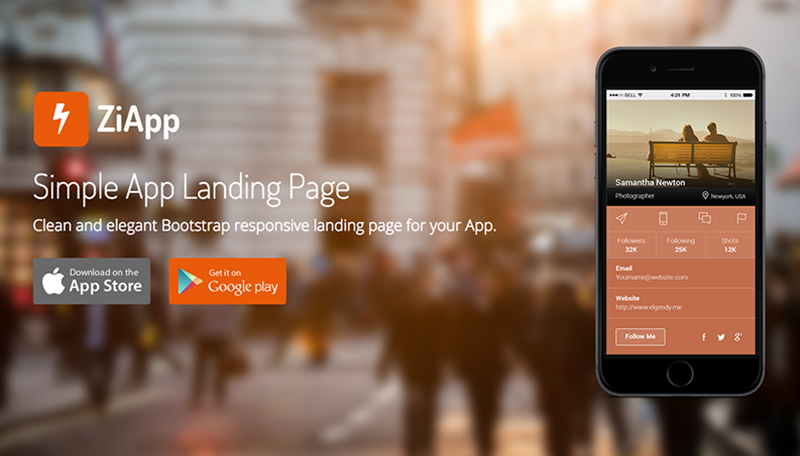 ZiApp
Simple App Landing Page
Clean and elegant Bootstrap responsive landing page for your App.
Download on the
App Store
Get it on
Google play
BELL 4:21 PM 100%
Samantha Newton
Photographer Newyork, USA
Followers Following Shots
32K 25K 12K
Email
Yourname@website.com
Website
http://www.elgendy.me
Follow Me f g+